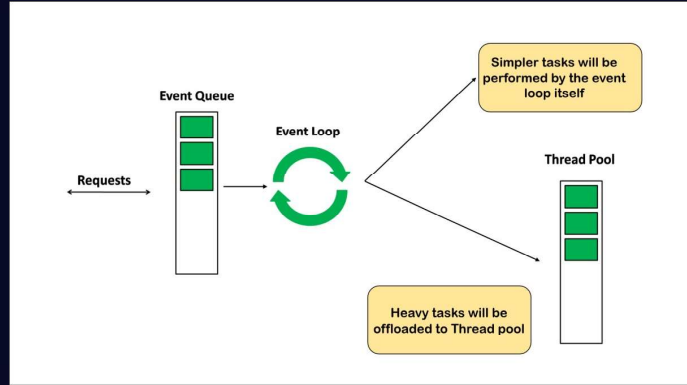 Simpler tasks will be
performed by the event
loop itself
Event Queue
Event Loop
Thread Pool
Requests
Heavy tasks will be
offloaded to Thread pool